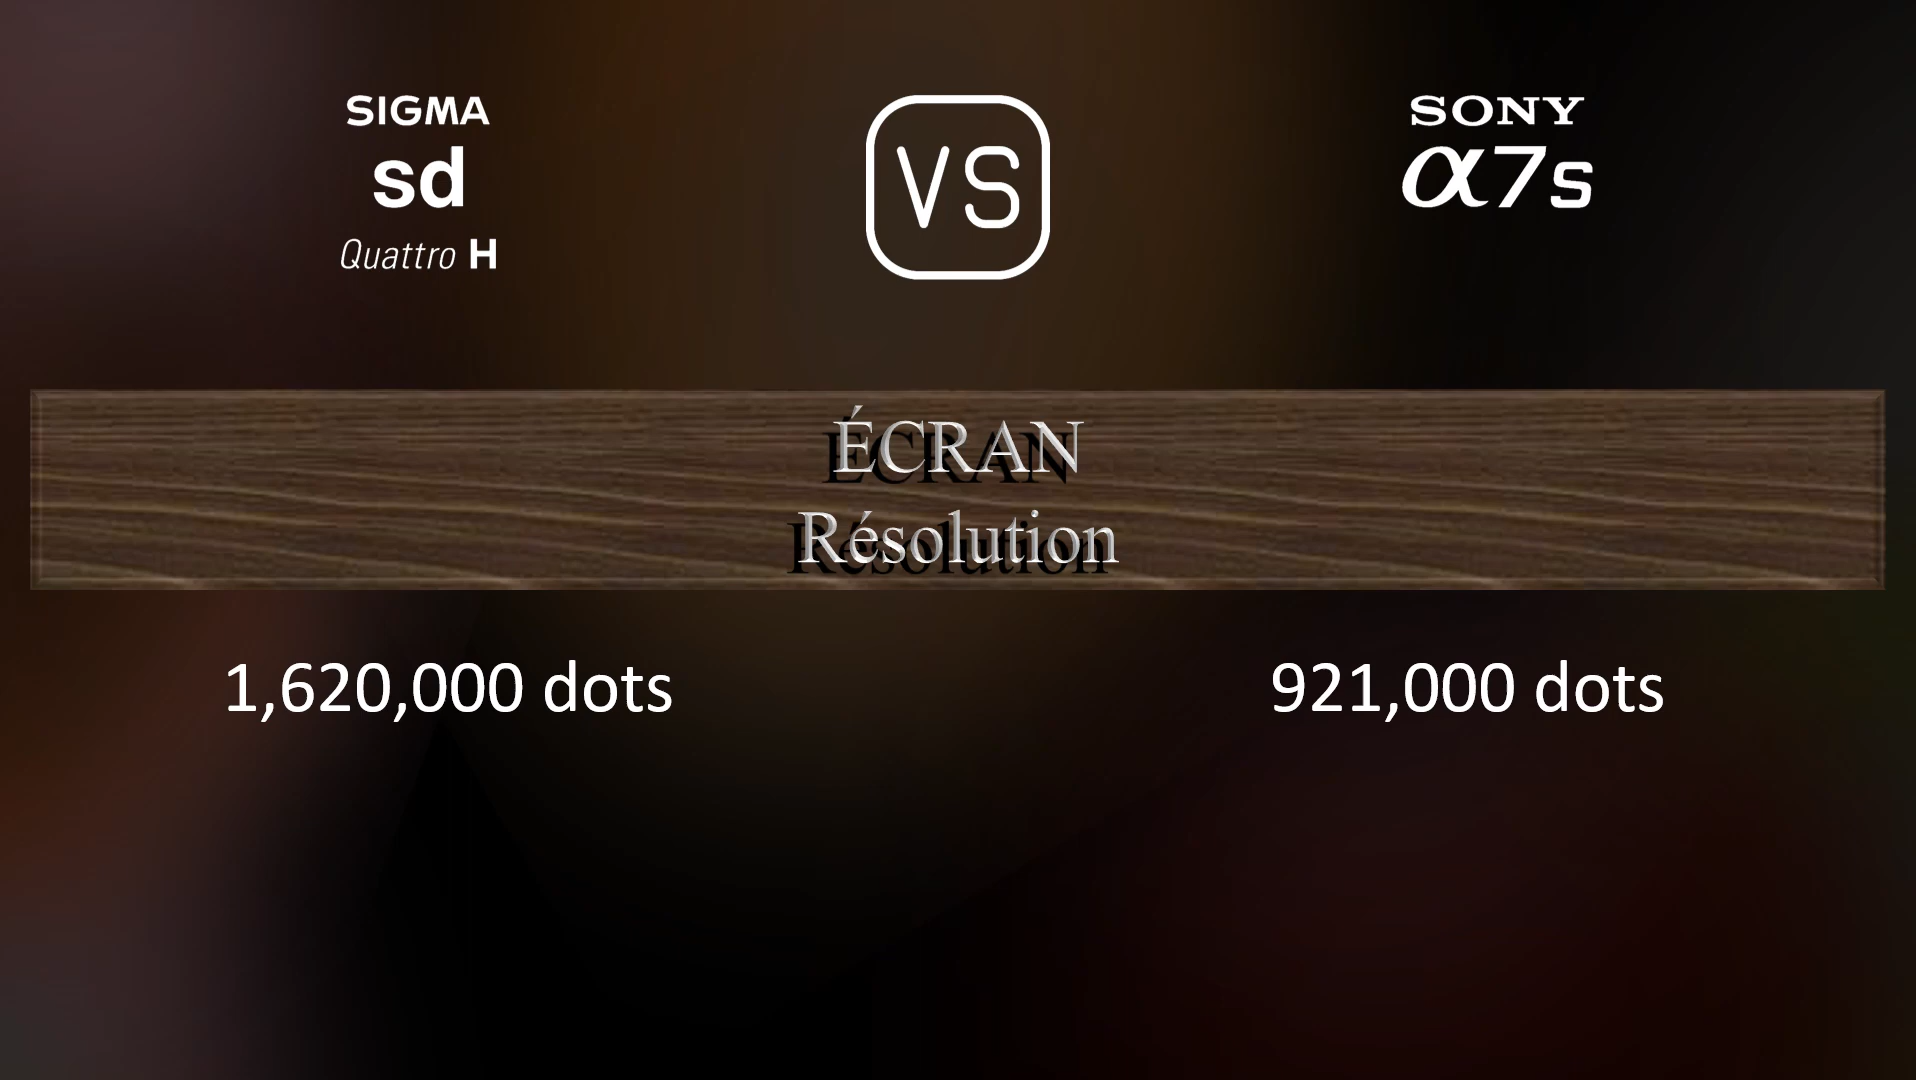 SIGMA
sd
Quattro H
VS
SONY
α7s
ÉCRAN
Résolution
1,620,000 dots
921,000 dots